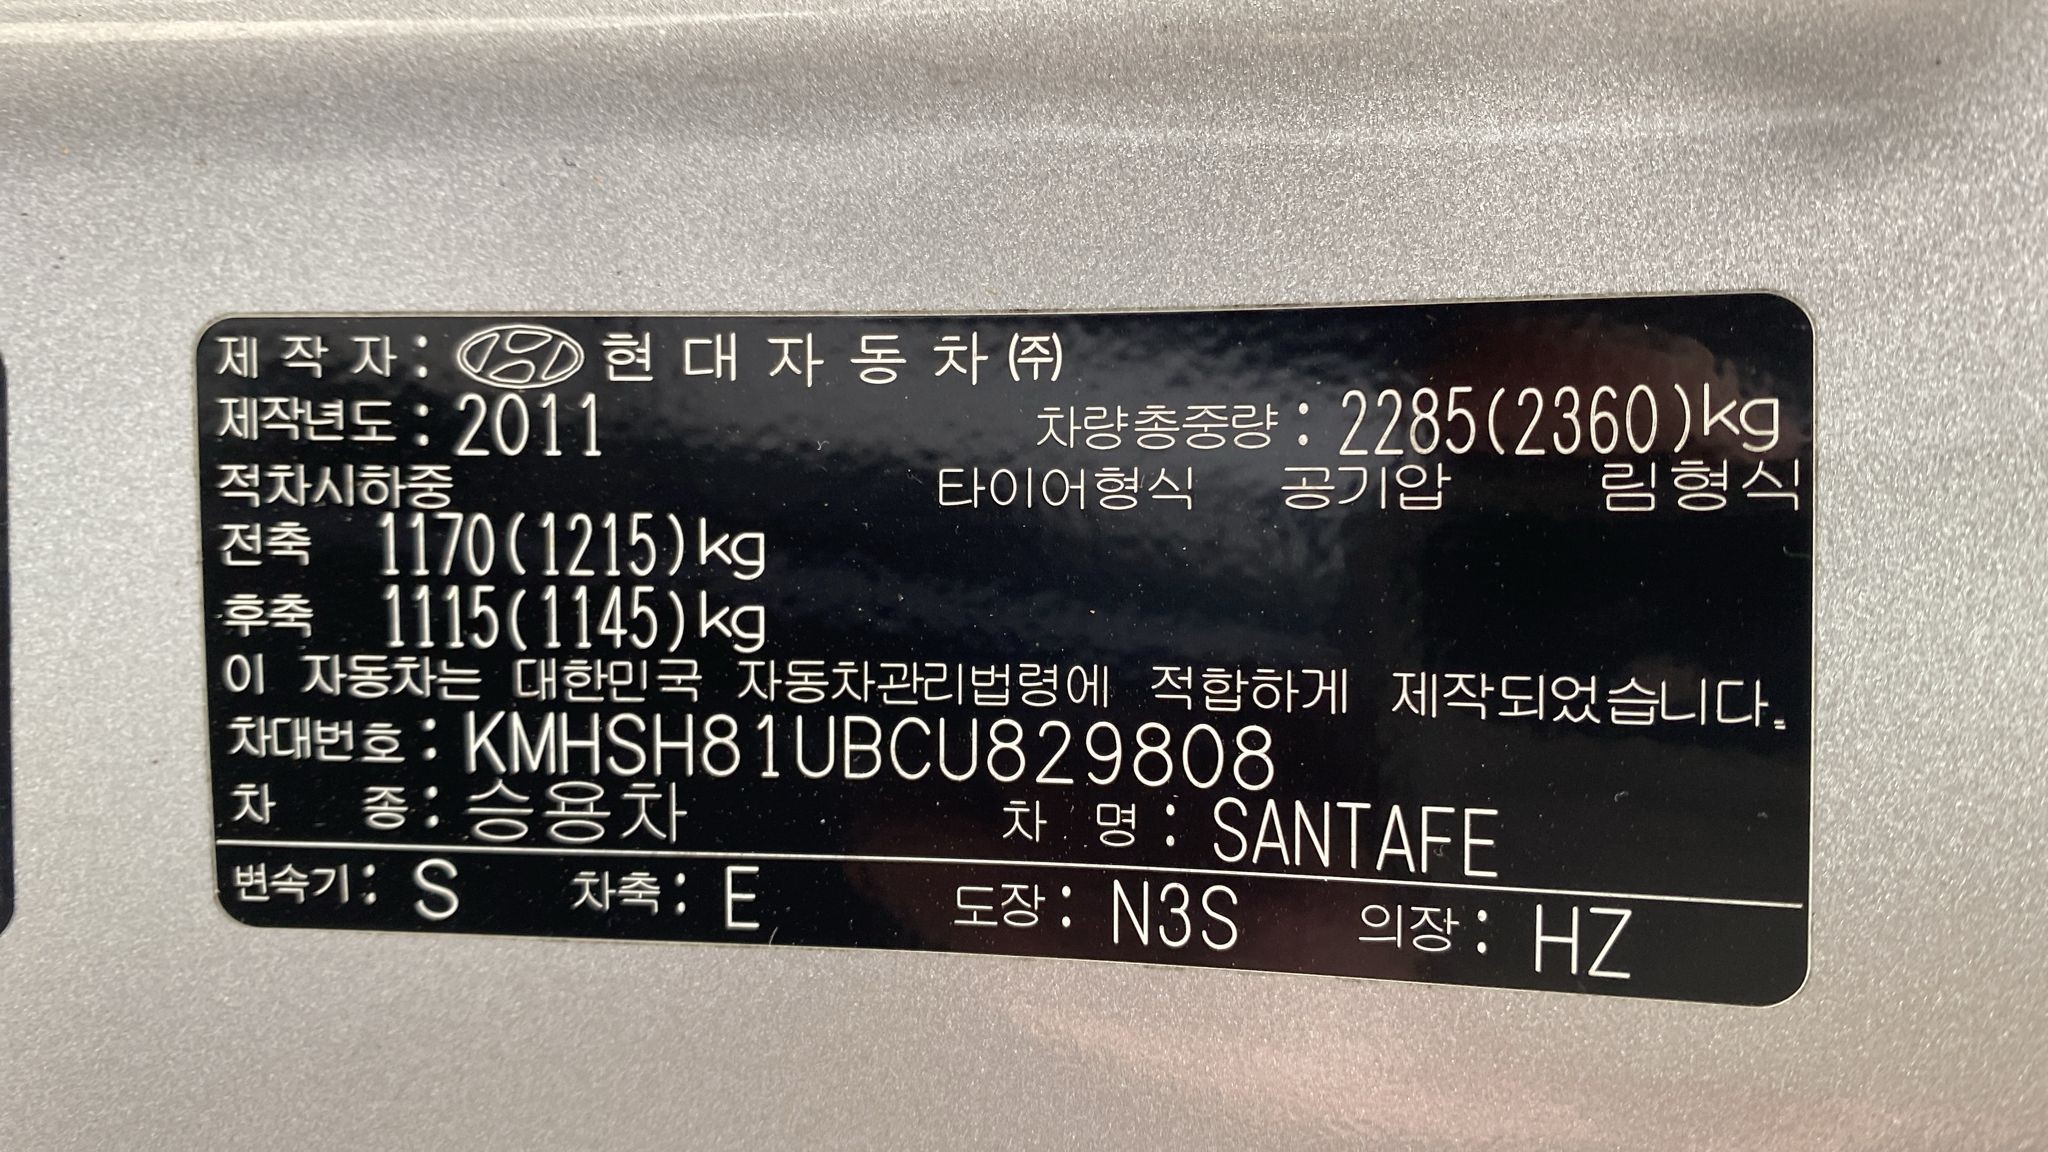 제 작 자 : 현 대 자 동 차 ㈜
제작년도 : 2011 차량총중량 : 2285(2360)kg
적차시하중 타이어형식 공기압 림형식
전축 1170(1215)kg
후축 1115(1145)kg
이 자동차는 대한민국 자동차관리법령에 적합하게 제작되었습니다.
차대번호 : KMHSH81UBCU829808
차 종 : 승용차 차 명 : SANTAFE
변속기 : S 차축 : E 도장 : N3S 의장 : HZ